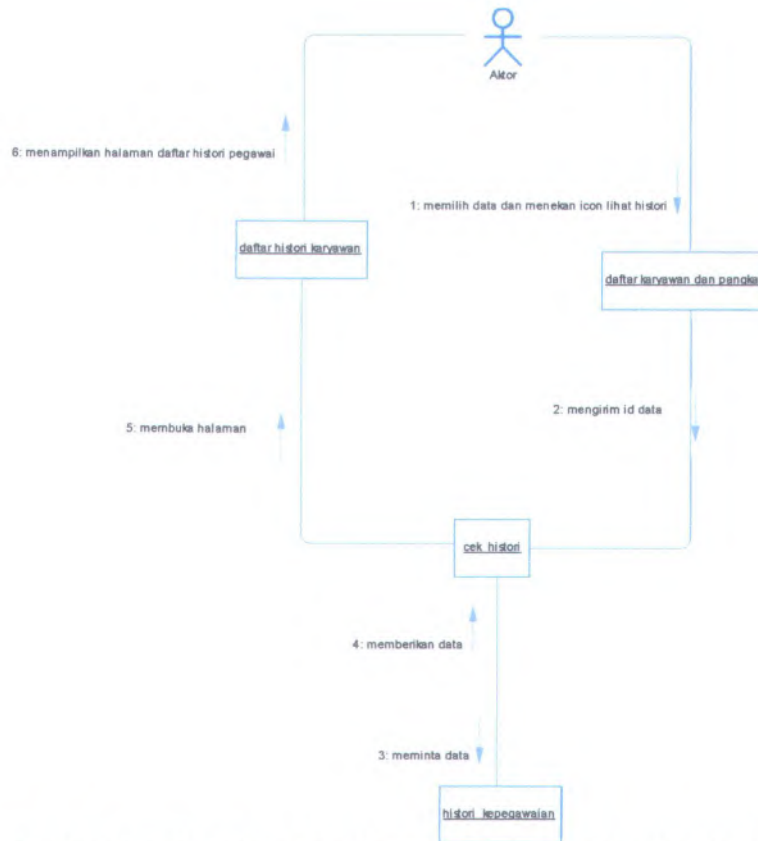 Aktor
6: menampilkan halaman daftar histori pegawai
1: memilih data dan menekan icon lihat histori
daftar histori karyawan
daftar karyawan dan pangka
2: mengirim id data
5: membuka halaman
cek histori
4: memberikan data
3: meminta data
histori kepegawaian